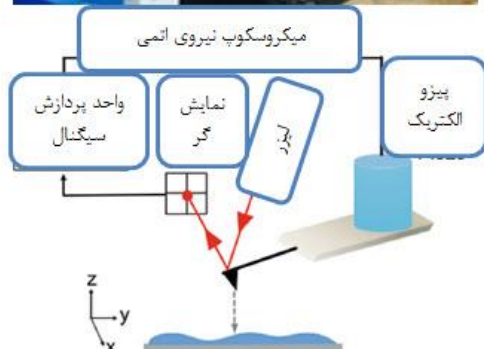 میکروسکوپ نیروی اتمی
پیزو
الکتریک
نمایش
گر
واحد پردازش
سیگنال
لیزر
z
y
x